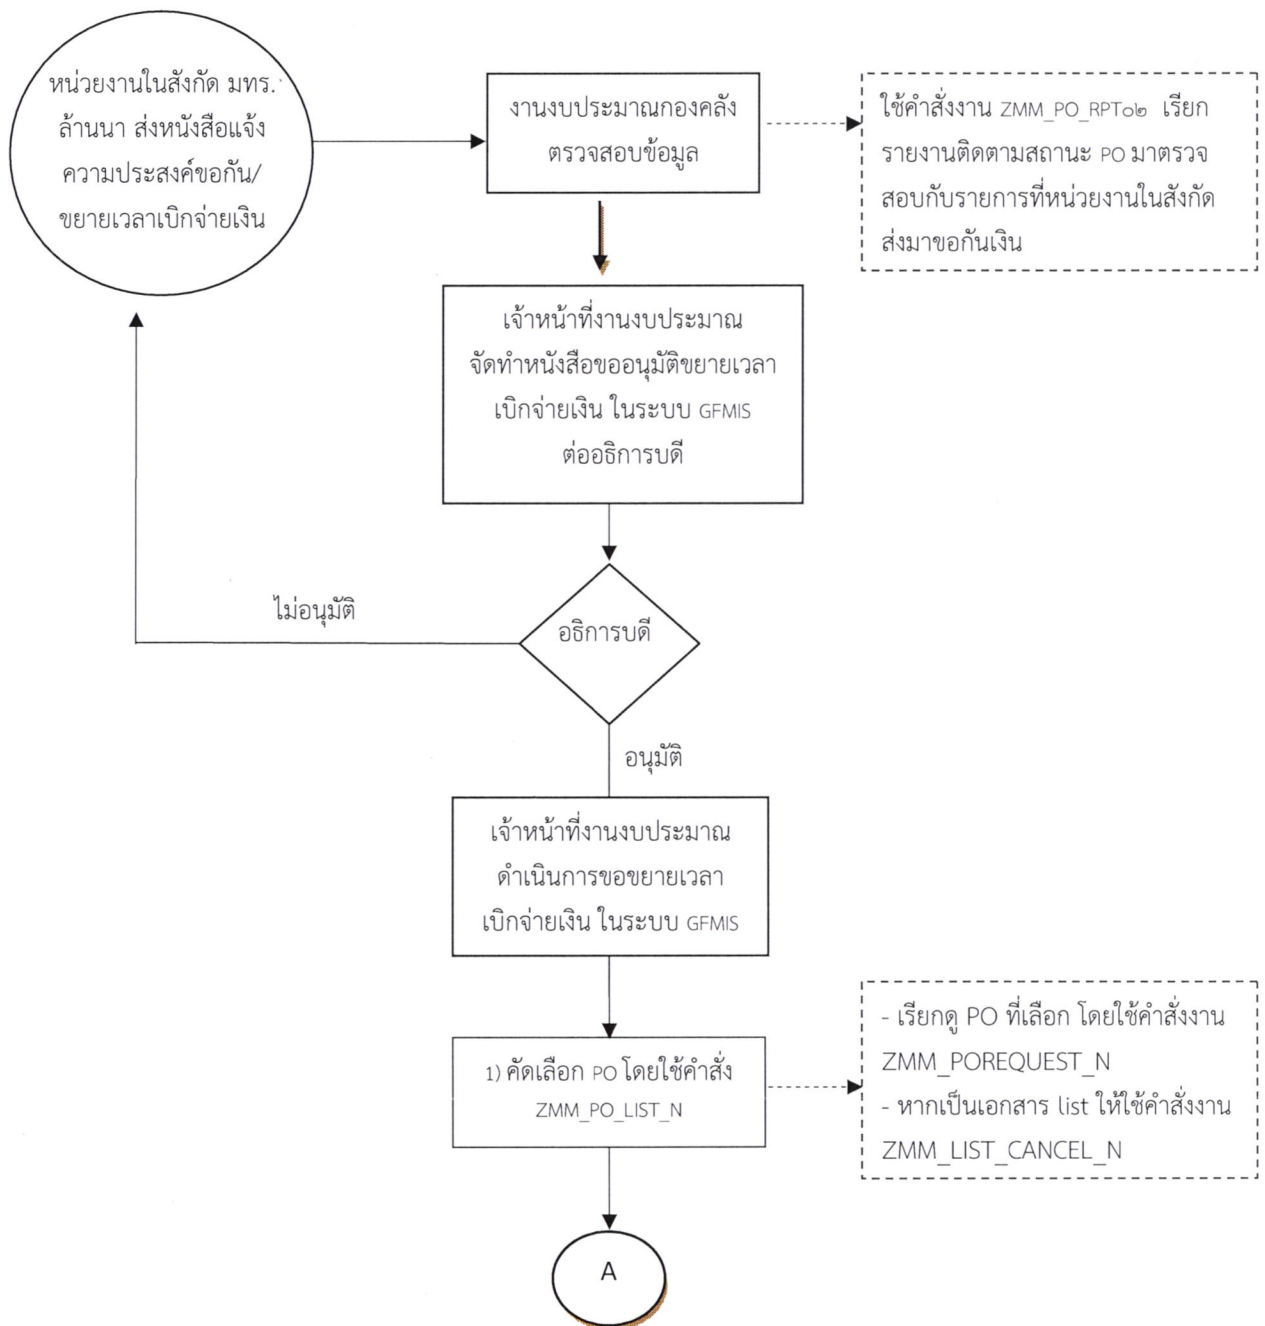 หน่วยงานในสังกัด มทร.
ล้านนา ส่งหนังสือแจ้ง
ความประสงค์ขอกัน/
ขยายเวลาเบิกจ่ายเงิน
งานงบประมาณกองคลัง
ตรวจสอบข้อมูล
ใช้คำสั่งงาน ZMM_PO_RPT๐๒ เรียก
รายงานติดตามสถานะ PO มาตรวจ
สอบกับรายการที่หน่วยงานในสังกัด
ส่งมาขอกันเงิน
เจ้าหน้าที่งานงบประมาณ
จัดทำหนังสือขออนุมัติขยายเวลา
เบิกจ่ายเงิน ในระบบ GFMIS
ต่ออธิการบดี
ไม่อนุมัติ
อธิการบดี
อนุมัติ
เจ้าหน้าที่งานงบประมาณ
ดำเนินการขอขยายเวลา
เบิกจ่ายเงิน ในระบบ GFMIS
1) คัดเลือก PO โดยใช้คำสั่ง
ZMM_PO_LIST_N
- เรียกดู PO ที่เลือก โดยใช้คำสั่งงาน
ZMM_POREQUEST_N
- หากเป็นเอกสาร list ให้ใช้คำสั่งงาน
ZMM_LIST_CANCEL_N
A